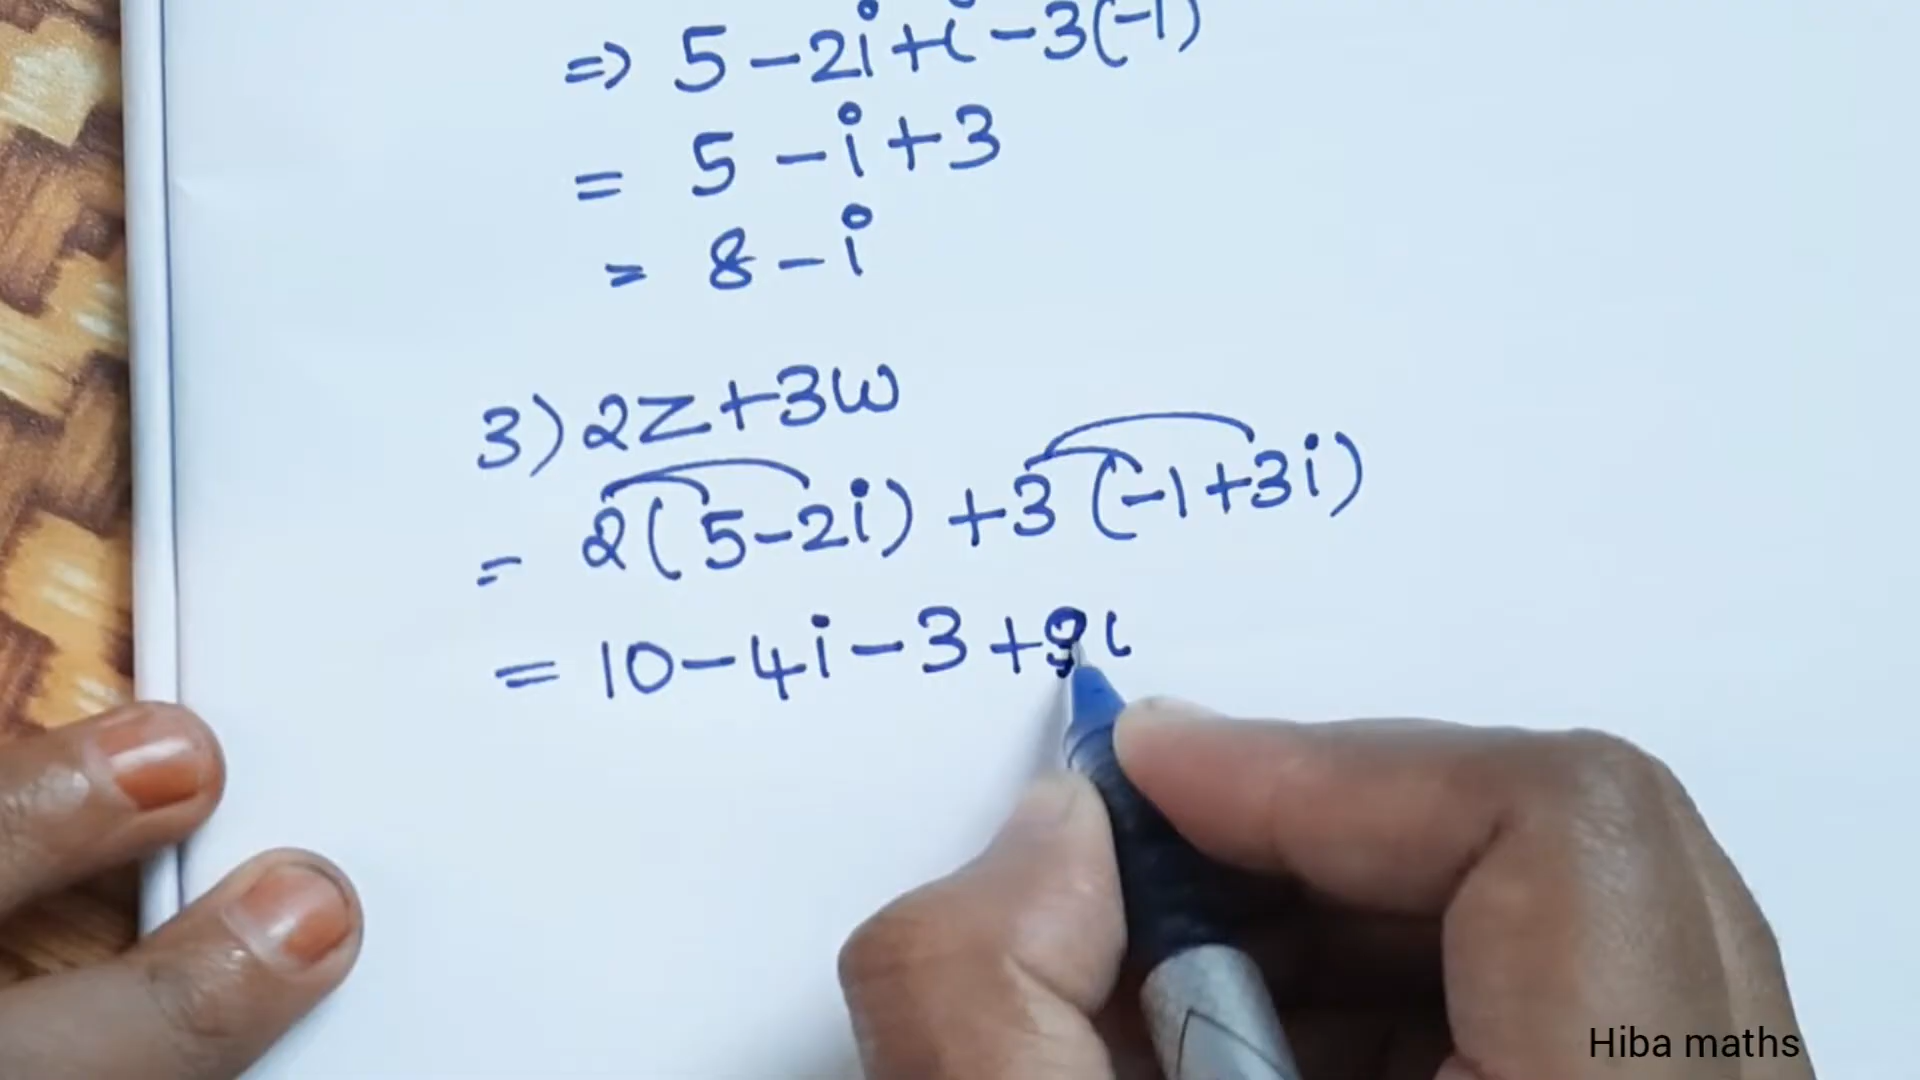 => 5-2i+i-3(-1)
= 5-i+3
= 8-i
3) 2z+3w
= 2(5-2i) +3(-1+3i)
= 10-4i-3+9i
Hiba maths